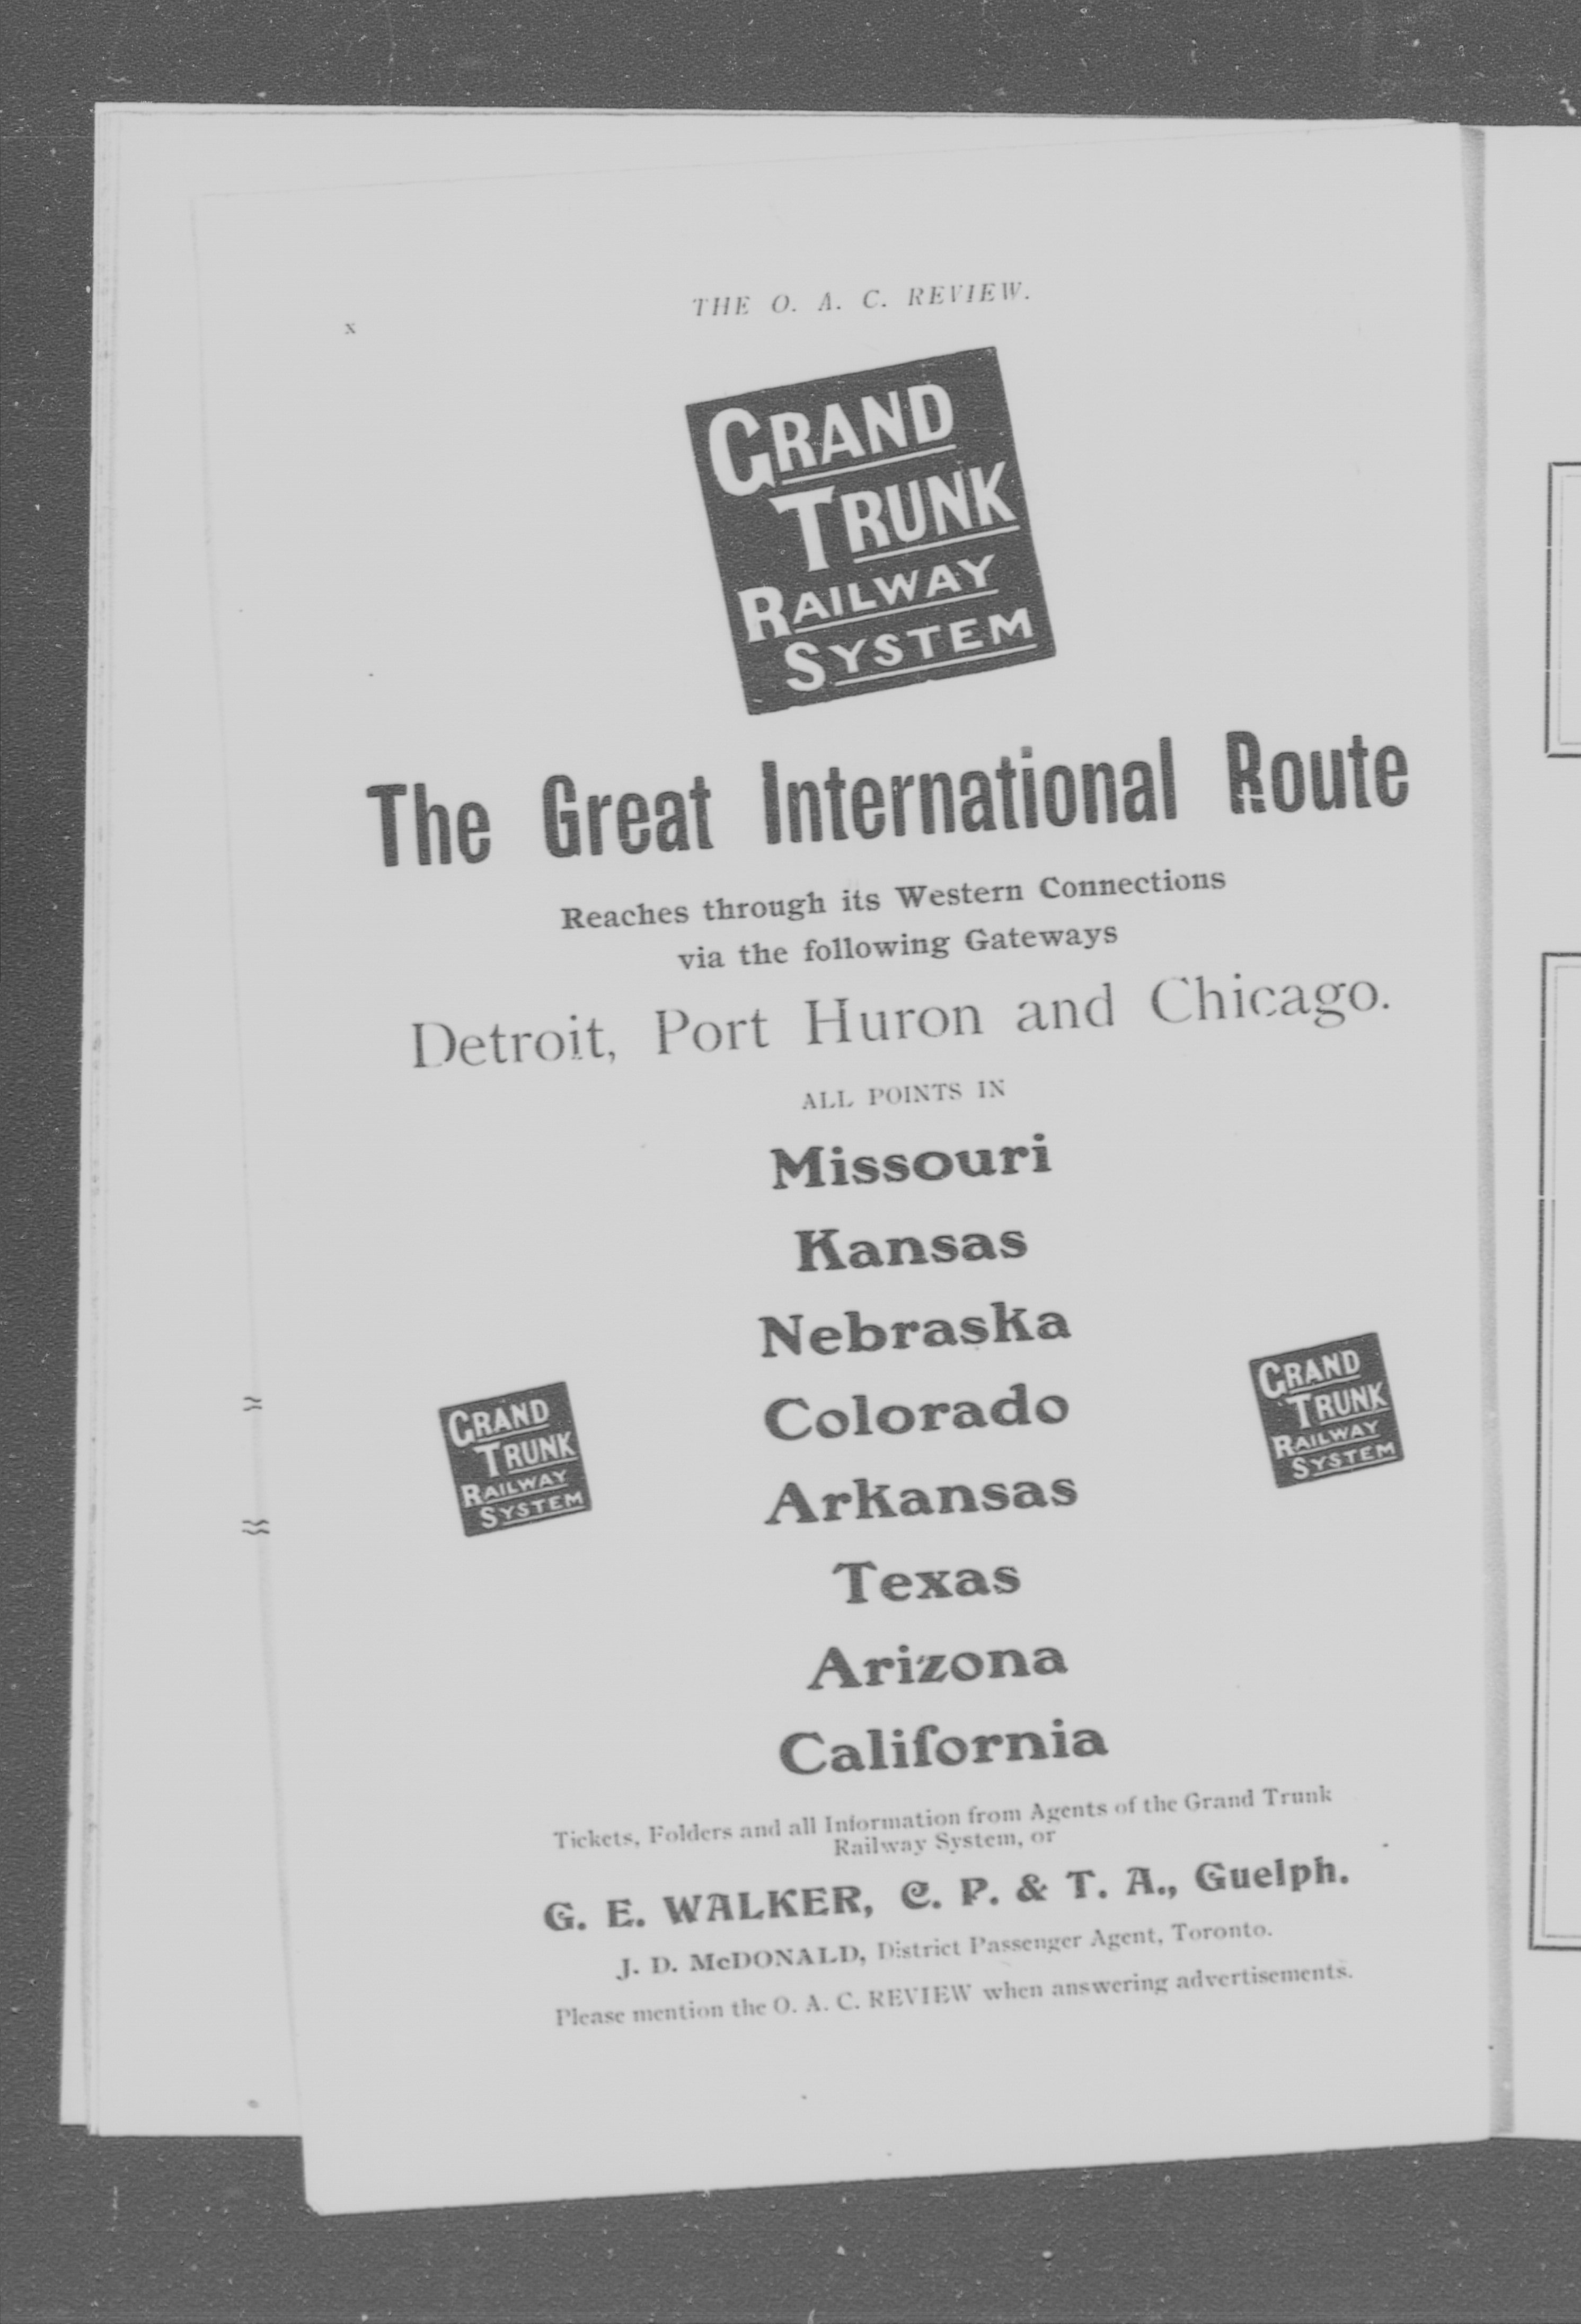 x
THE O. A. C. REVIEW.
GRAND
TRUNK
RAILWAY
SYSTEM
The Great International Route
Reaches through its Western Connections
via the following Gateways
Detroit, Port Huron and Chicago.
ALL POINTS IN
Missouri
Kansas
Nebraska
Colorado
Arkansas
Texas
Arizona
California
GRAND
TRUNK
RAILWAY
SYSTEM
GRAND
TRUNK
RAILWAY
SYSTEM
Tickets, Folders and all Information from Agents of the Grand Trunk
Railway System, or
G. E. WALKER, C. P. & T. A., Guelph.
J. D. McDONALD, District Passenger Agent, Toronto.
Please mention the O. A. C. REVIEW when answering advertisements.